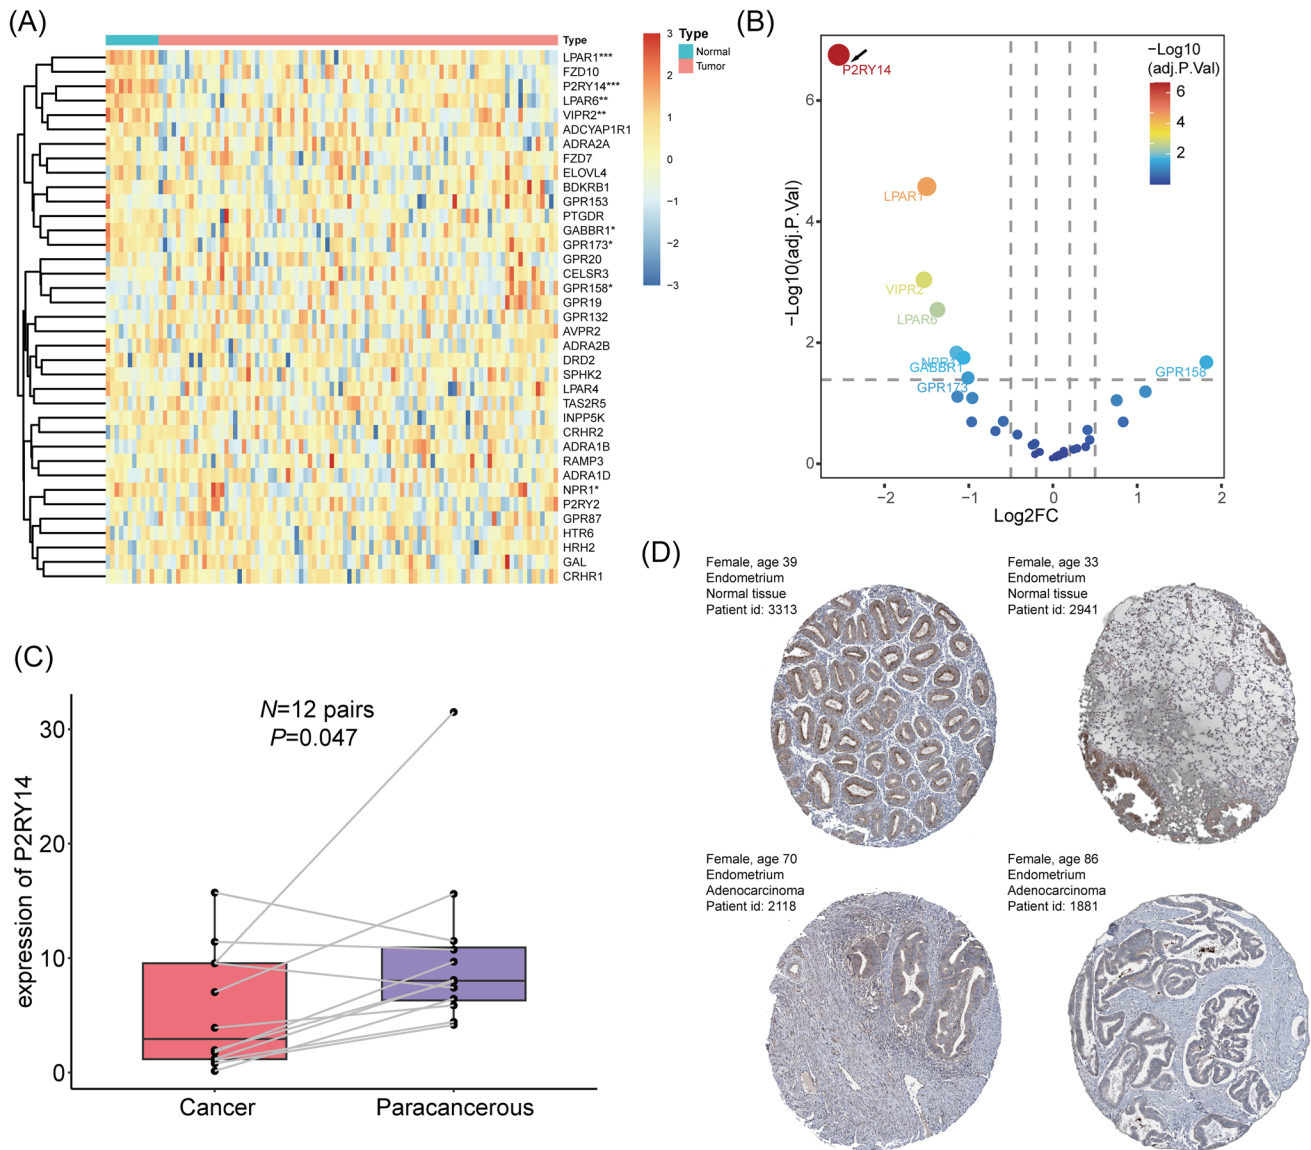 (A)
Type
LPAR1***
FZD10
P2RY14***
LPAR6**
VIPR2**
ADCYAP1R1
ADRA2A
FZD7
ELOVL4
BDKRB1
GPR153
PTGDR
GABBR1*
GPR173*
GPR20
CELSR3
GPR158*
GPR19
GPR132
AVPR2
ADRA2B
DRD2
SPHK2
LPAR4
TAS2R5
INPP5K
CRHR2
ADRA1B
RAMP3
ADRA1D
NPR1*
P2RY2
GPR87
HTR6
HRH2
GAL
CRHR1
3
2
1
0
−1
−2
−3
Type
Normal
Tumor
(B)
−Log10(adj.P.Val)
6
4
2
0
−2
−1
0
1
2
Log2FC
P2RY14
LPAR1
VIPR2
LPAR6
NPR1
GABBR1
GPR173
GPR158
−Log10
(adj.P.Val)
6
4
2
(C)
N=12 pairs
P=0.047
expression of P2RY14
30
20
10
0
Cancer
Paracancerous
(D)
Female, age 39
Endometrium
Normal tissue
Patient id: 3313
Female, age 33
Endometrium
Normal tissue
Patient id: 2941
Female, age 70
Endometrium
Adenocarcinoma
Patient id: 2118
Female, age 86
Endometrium
Adenocarcinoma
Patient id: 1881